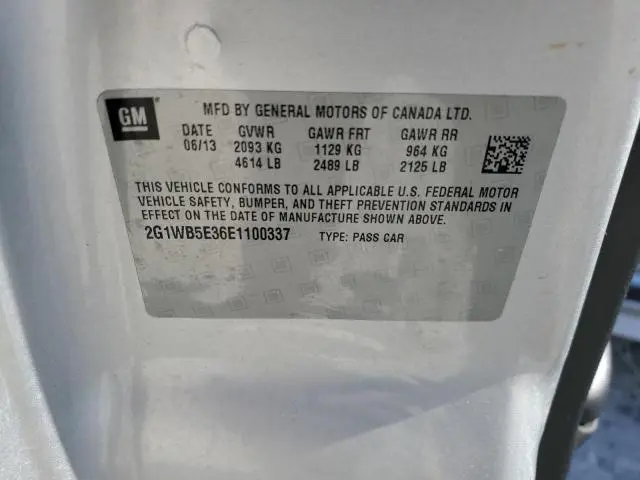 GM MFD BY GENERAL MOTORS OF CANADA LTD.
DATE GVWR GAWR FRT GAWR RR
06/13 2093 KG 1129 KG 964 KG
4614 LB 2489 LB 2125 LB
THIS VEHICLE CONFORMS TO ALL APPLICABLE U.S. FEDERAL MOTOR
VEHICLE SAFETY, BUMPER, AND THEFT PREVENTION STANDARDS IN
EFFECT ON THE DATE OF MANUFACTURE SHOWN ABOVE.
2G1WB5E36E1100337 TYPE: PASS CAR